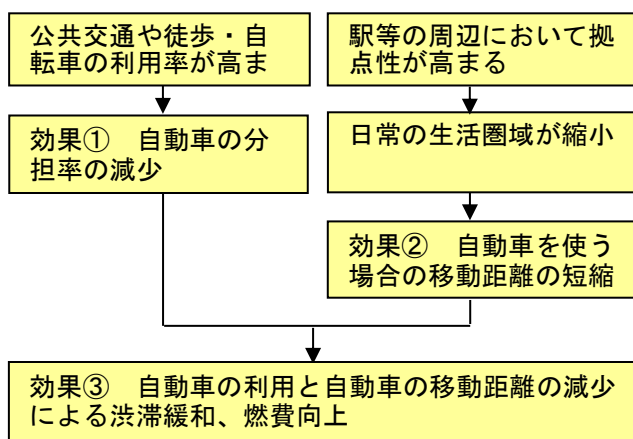 公共交通や徒歩・自
転車の利用率が高ま
駅等の周辺において拠
点性が高まる
効果①　自動車の分
担率の減少
日常の生活圏域が縮小
効果②　自動車を使う
場合の移動距離の短縮
効果③　自動車の利用と自動車の移動距離の減少
による渋滞緩和、燃費向上